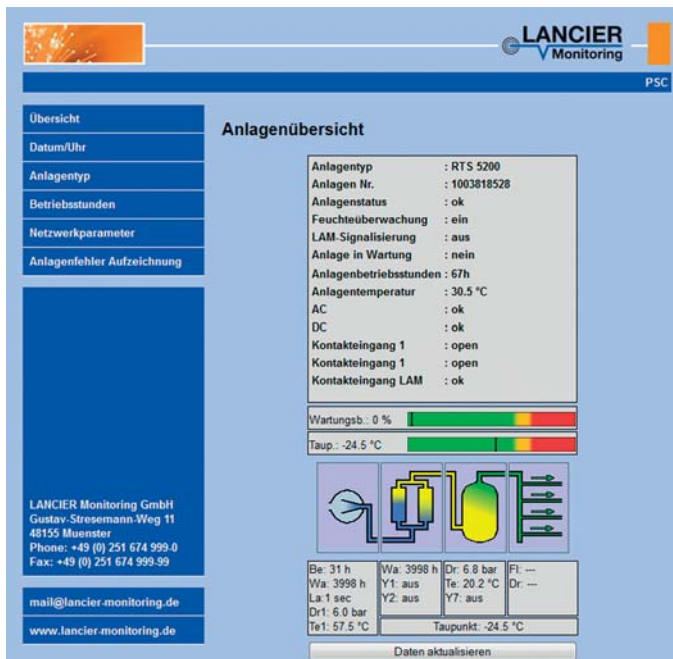 LANCIER
Monitoring
PSC
Übersicht
Datum/Uhr
Anlagentyp
Betriebsstunden
Netzwerkparameter
Anlagenfehler Aufzeichnung
LANCIER Monitoring GmbH
Gustav-Stresemann-Weg 11
48155 Muenster
Phone: +49 (0) 251 674 999-0
Fax: +49 (0) 251 674 999-99
mail@lancier-monitoring.de
www.lancier-monitoring.de
Anlagenübersicht
Anlagentyp : RTS 5200
Anlagen Nr. : 1003818528
Anlagenstatus : ok
Feuchteüberwachung : ein
LAM-Signalisierung : aus
Anlage in Wartung : nein
Anlagenbetriebsstunden : 67h
Anlagentemperatur : 30.5 °C
AC : ok
DC : ok
Kontakteingang 1 : open
Kontakteingang 1 : open
Kontakteingang LAM : ok
Wartungsb.: 0 %
Taup.: -24.5 °C
Be: 31 h
Wa: 3998 h
La:1 sec
Dr1: 6.0 bar
Te1: 57.5 °C
Wa: 3998 h
Y1: aus
Y2: aus
Dr: 6.8 bar
Te: 20.2 °C
Y7: aus
Fl: ---
Dr: ---
Taupunkt: -24.5 °C
Daten aktualisieren